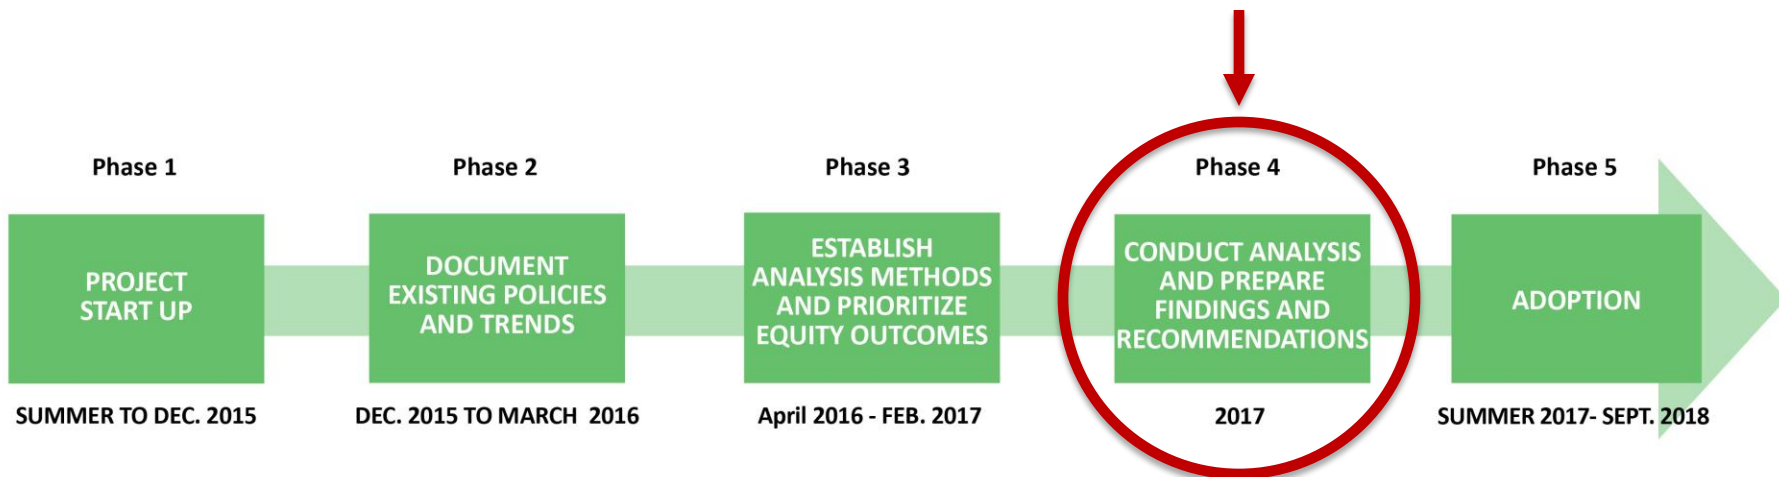 Phase 1
PROJECT
START UP
SUMMER TO DEC. 2015
Phase 2
DOCUMENT
EXISTING POLICIES
AND TRENDS
DEC. 2015 TO MARCH 2016
Phase 3
ESTABLISH
ANALYSIS METHODS
AND PRIORITIZE
EQUITY OUTCOMES
April 2016 - FEB. 2017
Phase 4
CONDUCT ANALYSIS
AND PREPARE
FINDINGS AND
RECOMMENDATIONS
2017
Phase 5
ADOPTION
SUMMER 2017- SEPT. 2018